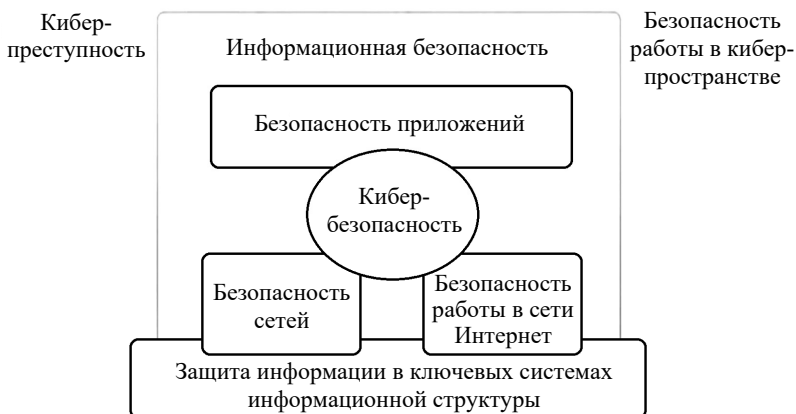 Кибер-
преступность
Информационная безопасность
Безопасность
работы в кибер-
пространстве
Безопасность приложений
Кибер-
безопасность
Безопасность
сетей
Безопасность
работы в сети
Интернет
Защита информации в ключевых системах
информационной структуры